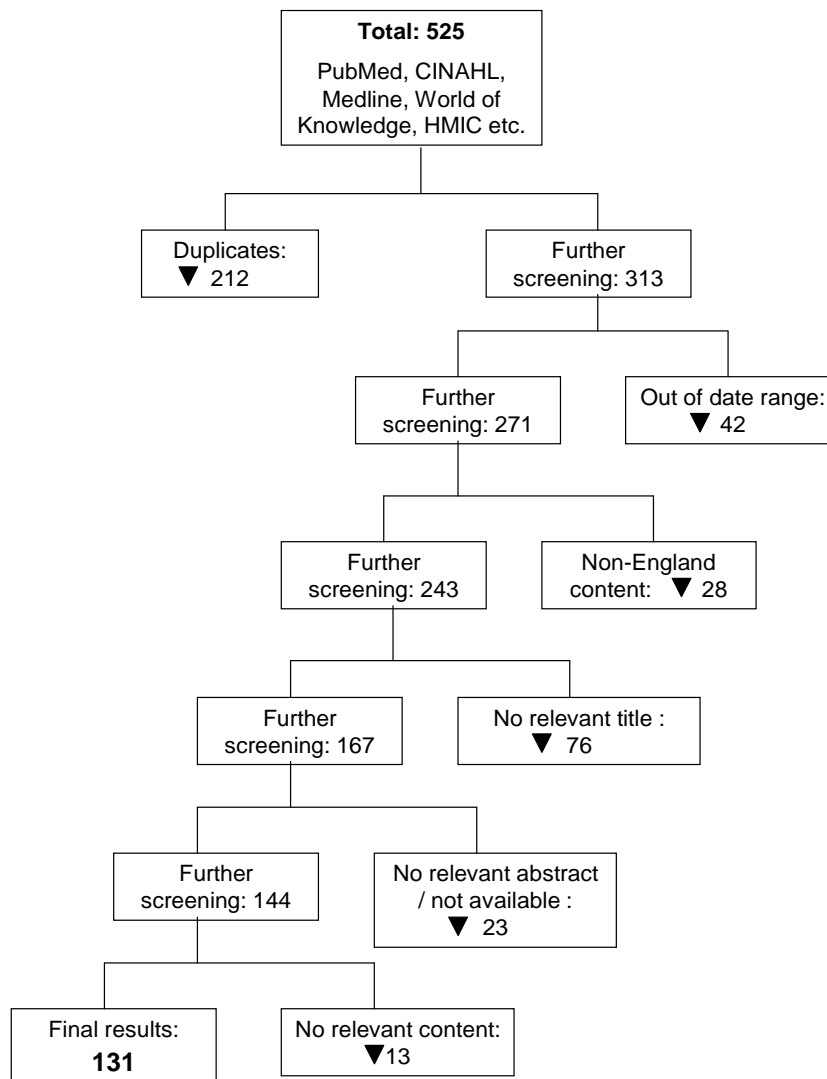 Total: 525
PubMed, CINAHL,
Medline, World of
Knowledge, HMIC etc.
Duplicates:
▼ 212
Further
screening: 313
Further
screening: 271
Out of date range:
▼ 42
Further
screening: 243
Non-England
content: ▼ 28
Further
screening: 167
No relevant title :
▼ 76
Further
screening: 144
No relevant abstract
/ not available :
▼ 23
Final results:
131
No relevant content:
▼13